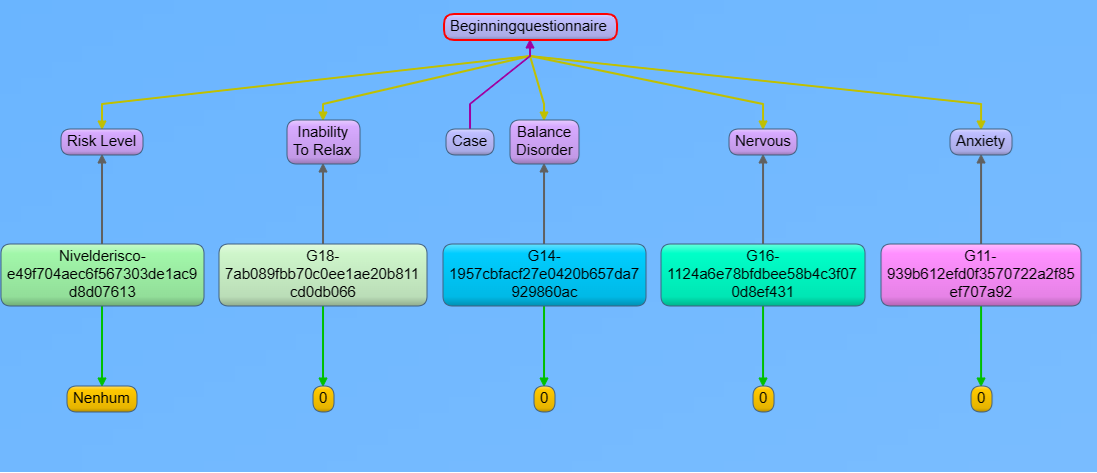 Beginningquestionnaire
Risk Level
Inability
To Relax
Case
Balance
Disorder
Nervous
Anxiety
Nivelderisco-
e49f704aec6f567303de1ac9
d8d07613
G18-
7ab089fbb70c0ee1ae20b811
cd0db066
G14-
1957cbfacf27e0420b657da7
929860ac
G16-
1124a6e78bfdbee58b4c3f07
0d8ef431
G11-
939b612efd0f3570722a2f85
ef707a92
Nenhum
0
0
0
0